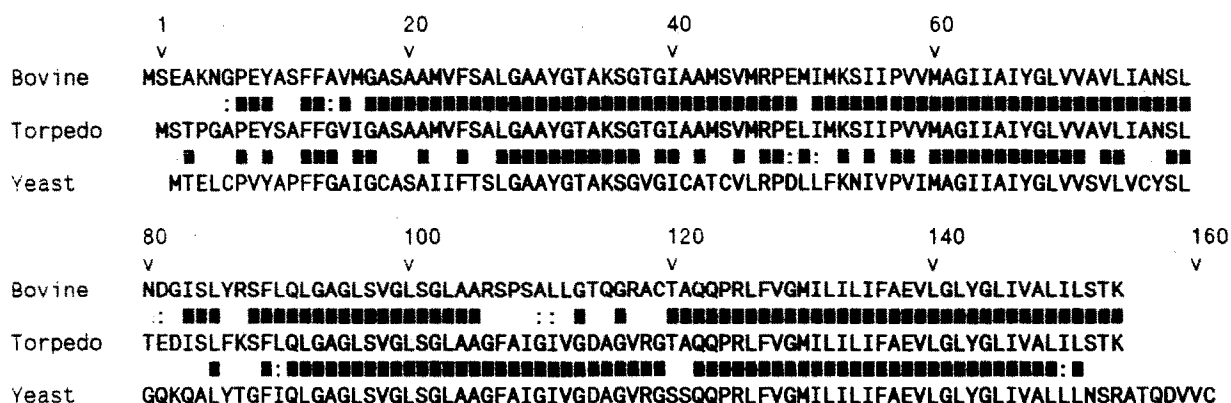 1 20 40 60
v v v v
Bovine MSEAKNGPEYASFFAVMGASAAMVFSALGAAYGTAKSGTGIAAMSVMRPEMIMKSIIPVVMAGIIAIYGLVVAVLIANSL
Torpedo MSTPGAPEYSAFFGVIGASAAMVFSALGAAYGTAKSGTGIAAMSVMRPELIMKSIIPVVMAGIIAIYGLVVAVLIANSL
Yeast MTELCPVYAPFFGAIGCASAIIFTSLGAAYGTAKSGVGICATCVLRPDLLFKNIVPVIMAGIIAIYGLVVSVLVCYSL
80 100 120 140 160
v v v v v
Bovine NDGISLYRSFLQLGAGLSVGLSGLAARSPSALLGTQGRACTAQQPRLFVGMILILIFAEVLGLYGLIVALILSTK
Torpedo TEDISLFKSFLQLGAGLSVGLSGLAAGFAIGIVGDAGVRGTAQQPRLFVGMILILIFAEVLGLYGLIVALILSTK
Yeast GQKQALYTGFIQLGAGLSVGLSGLAAGFAIGIVGDAGVRGSSQQPRLFVGMILILIFAEVLGLYGLIVALLLNSRATQDVVC